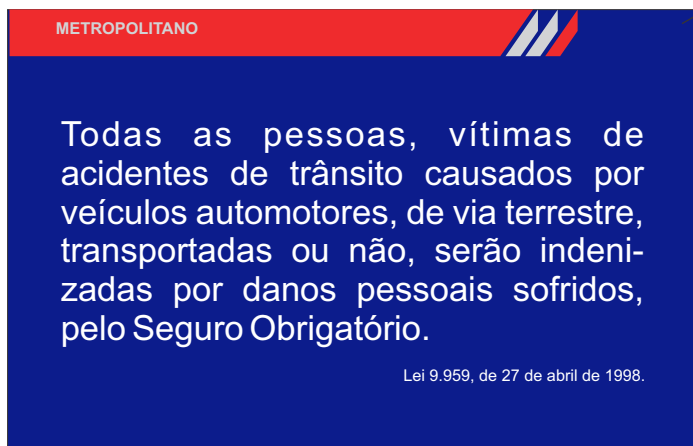 METROPOLITANO
Todas as pessoas, vítimas de
acidentes de trânsito causados por
veículos automotores, de via terrestre,
transportadas ou não, serão indeni-
zadas por danos pessoais sofridos,
pelo Seguro Obrigatório.
Lei 9.959, de 27 de abril de 1998.